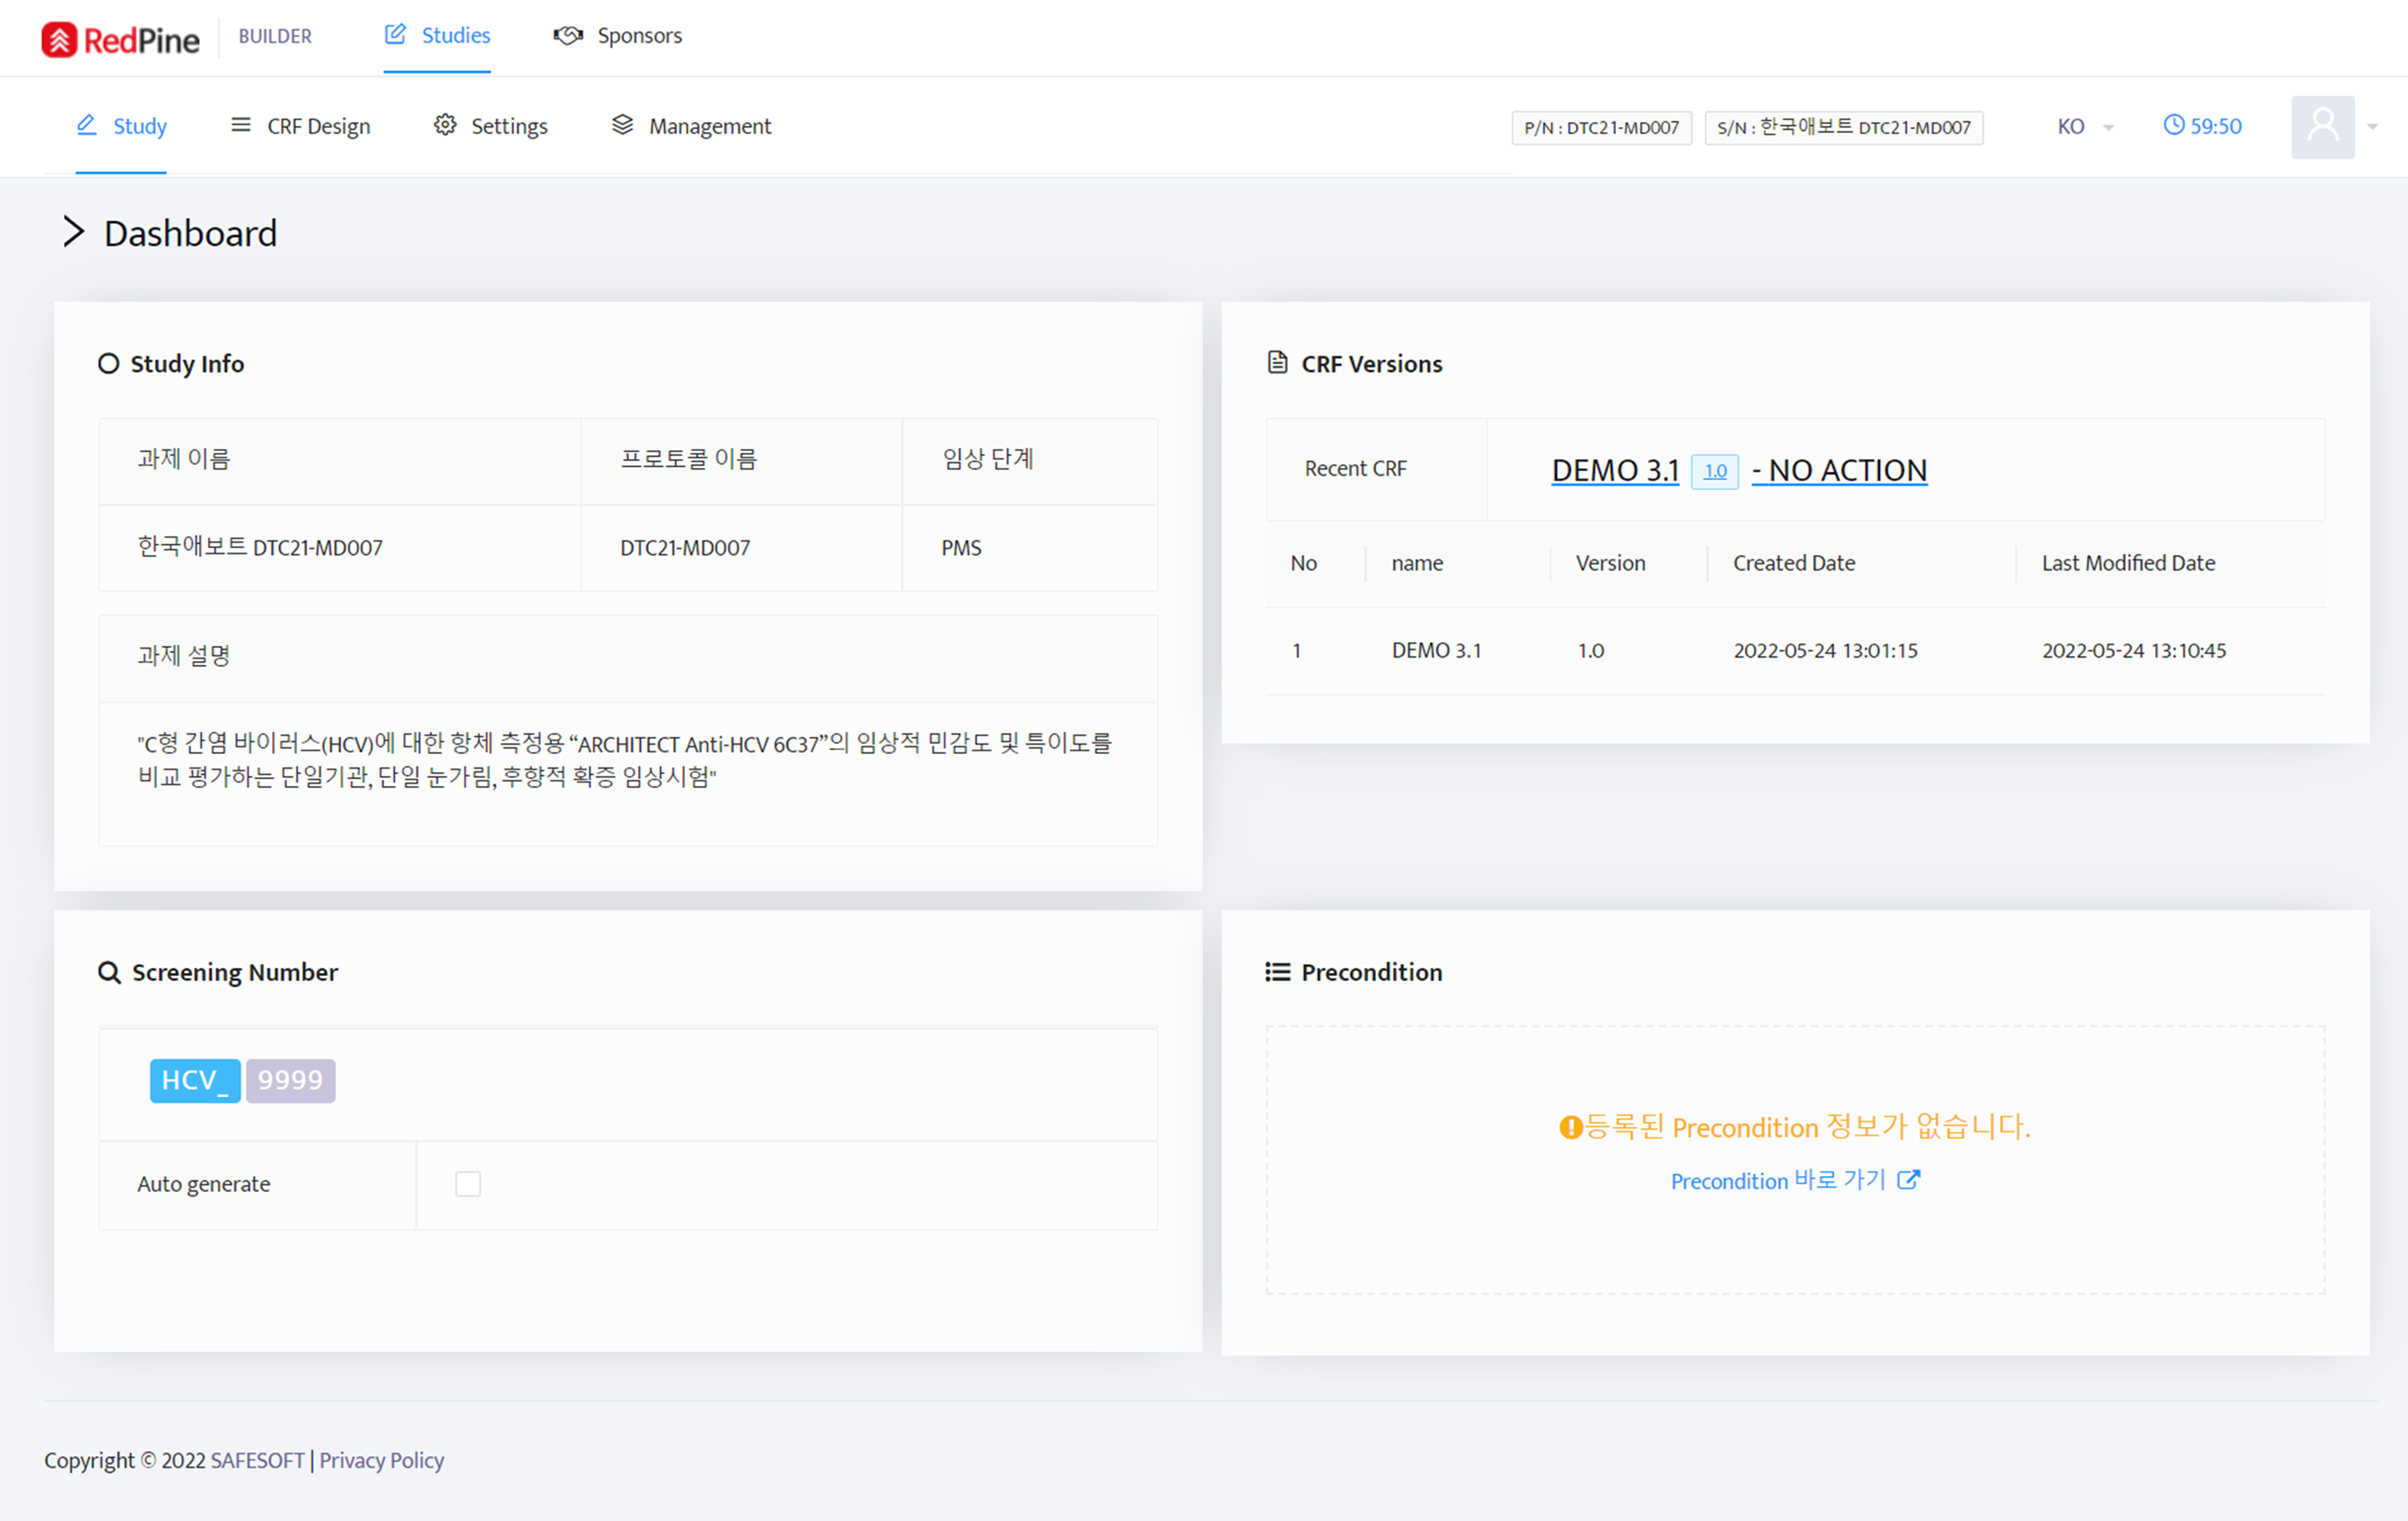 RedPine BUILDER Studies Sponsors
Study CRF Design Settings Management P/N : DTC21-MD007 S/N : 한국애보트 DTC21-MD007 KO 59:50
Dashboard
Study Info
과제 이름 프로토콜 이름 임상 단계
한국애보트 DTC21-MD007 DTC21-MD007 PMS
과제 설명
"C형 간염 바이러스(HCV)에 대한 항체 측정용 “ARCHITECT Anti-HCV 6C37”의 임상적 민감도 및 특이도를
비교 평가하는 단일기관, 단일 눈가림, 후향적 확증 임상시험"
CRF Versions
Recent CRF DEMO 3.1 1.0 - NO ACTION
No name Version Created Date Last Modified Date
1 DEMO 3.1 1.0 2022-05-24 13:01:15 2022-05-24 13:10:45
Screening Number
HCV_ 9999
Auto generate
Precondition
등록된 Precondition 정보가 없습니다.
Precondition 바로 가기
Copyright © 2022 SAFESOFT | Privacy Policy